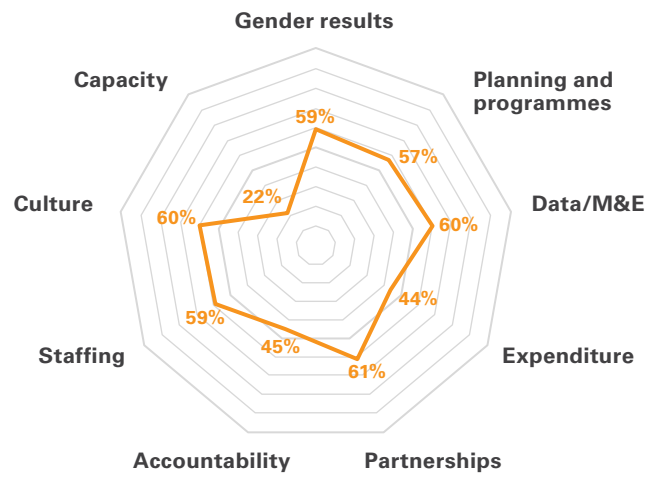 Gender results
Capacity
Planning and
programmes
59%
57%
22%
Culture
Data/M&E
60%
60%
44%
59%
45%
Staffing
Expenditure
61%
Accountability
Partnerships